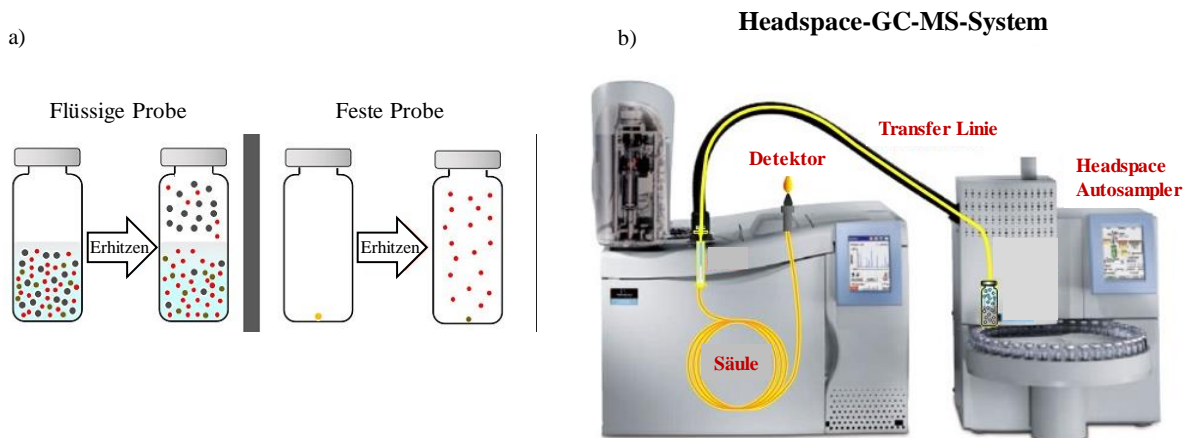 a)
Flüssige Probe
Feste Probe
Erhitzen
Erhitzen
b)
Headspace-GC-MS-System
Transfer Linie
Detektor
Headspace
Autosampler
Säule